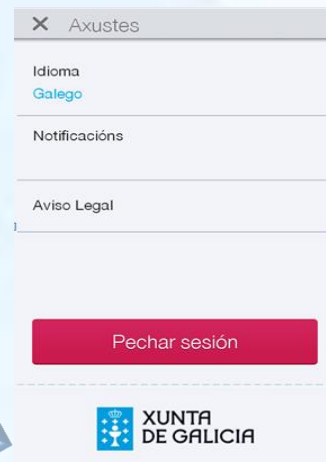 Axustes
Idioma
Galego
Notificacións
Aviso Legal
Pechar sesión
XUNTA
DE GALICIA